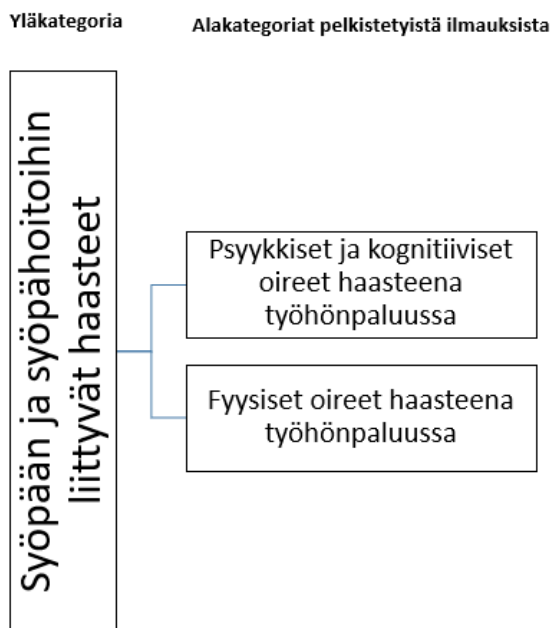 Yläkategoria
Alakategoriat pelkistetyistä ilmauksista
Syöpään ja syöpähoitoihin
liittyvät haasteet
Psyykkiset ja kognitiiviset
oireet haasteena
työhönpaluussa
Fyysiset oireet haasteena
työhönpaluussa